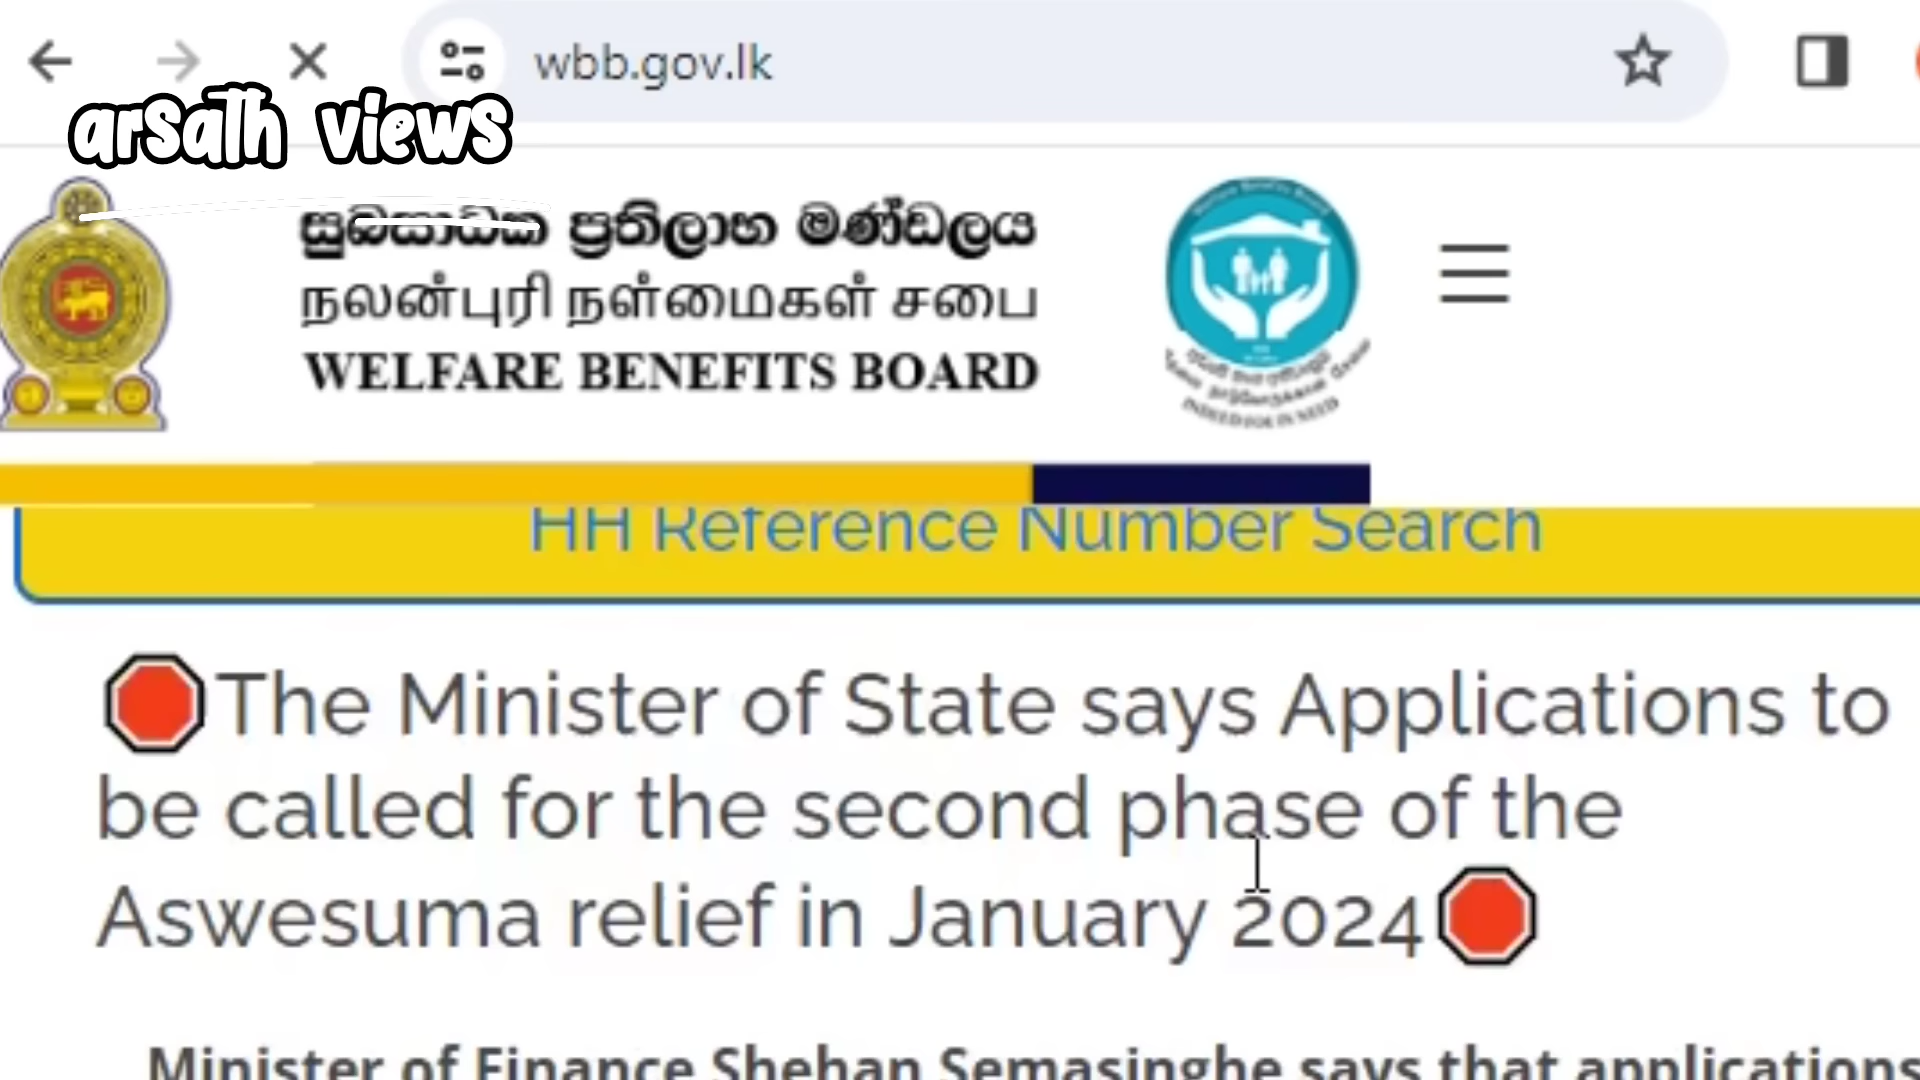 wbb.gov.lk
arsath views
සුබසාධක ප්‍රතිලාභ මණ්ඩලය
நலன்புரி நன்மைகள் சபை
WELFARE BENEFITS BOARD
HH Reference Number Search
The Minister of State says Applications to
be called for the second phase of the
Aswesuma relief in January 2024
Minister of Finance Shehan Semasinghe says that applications